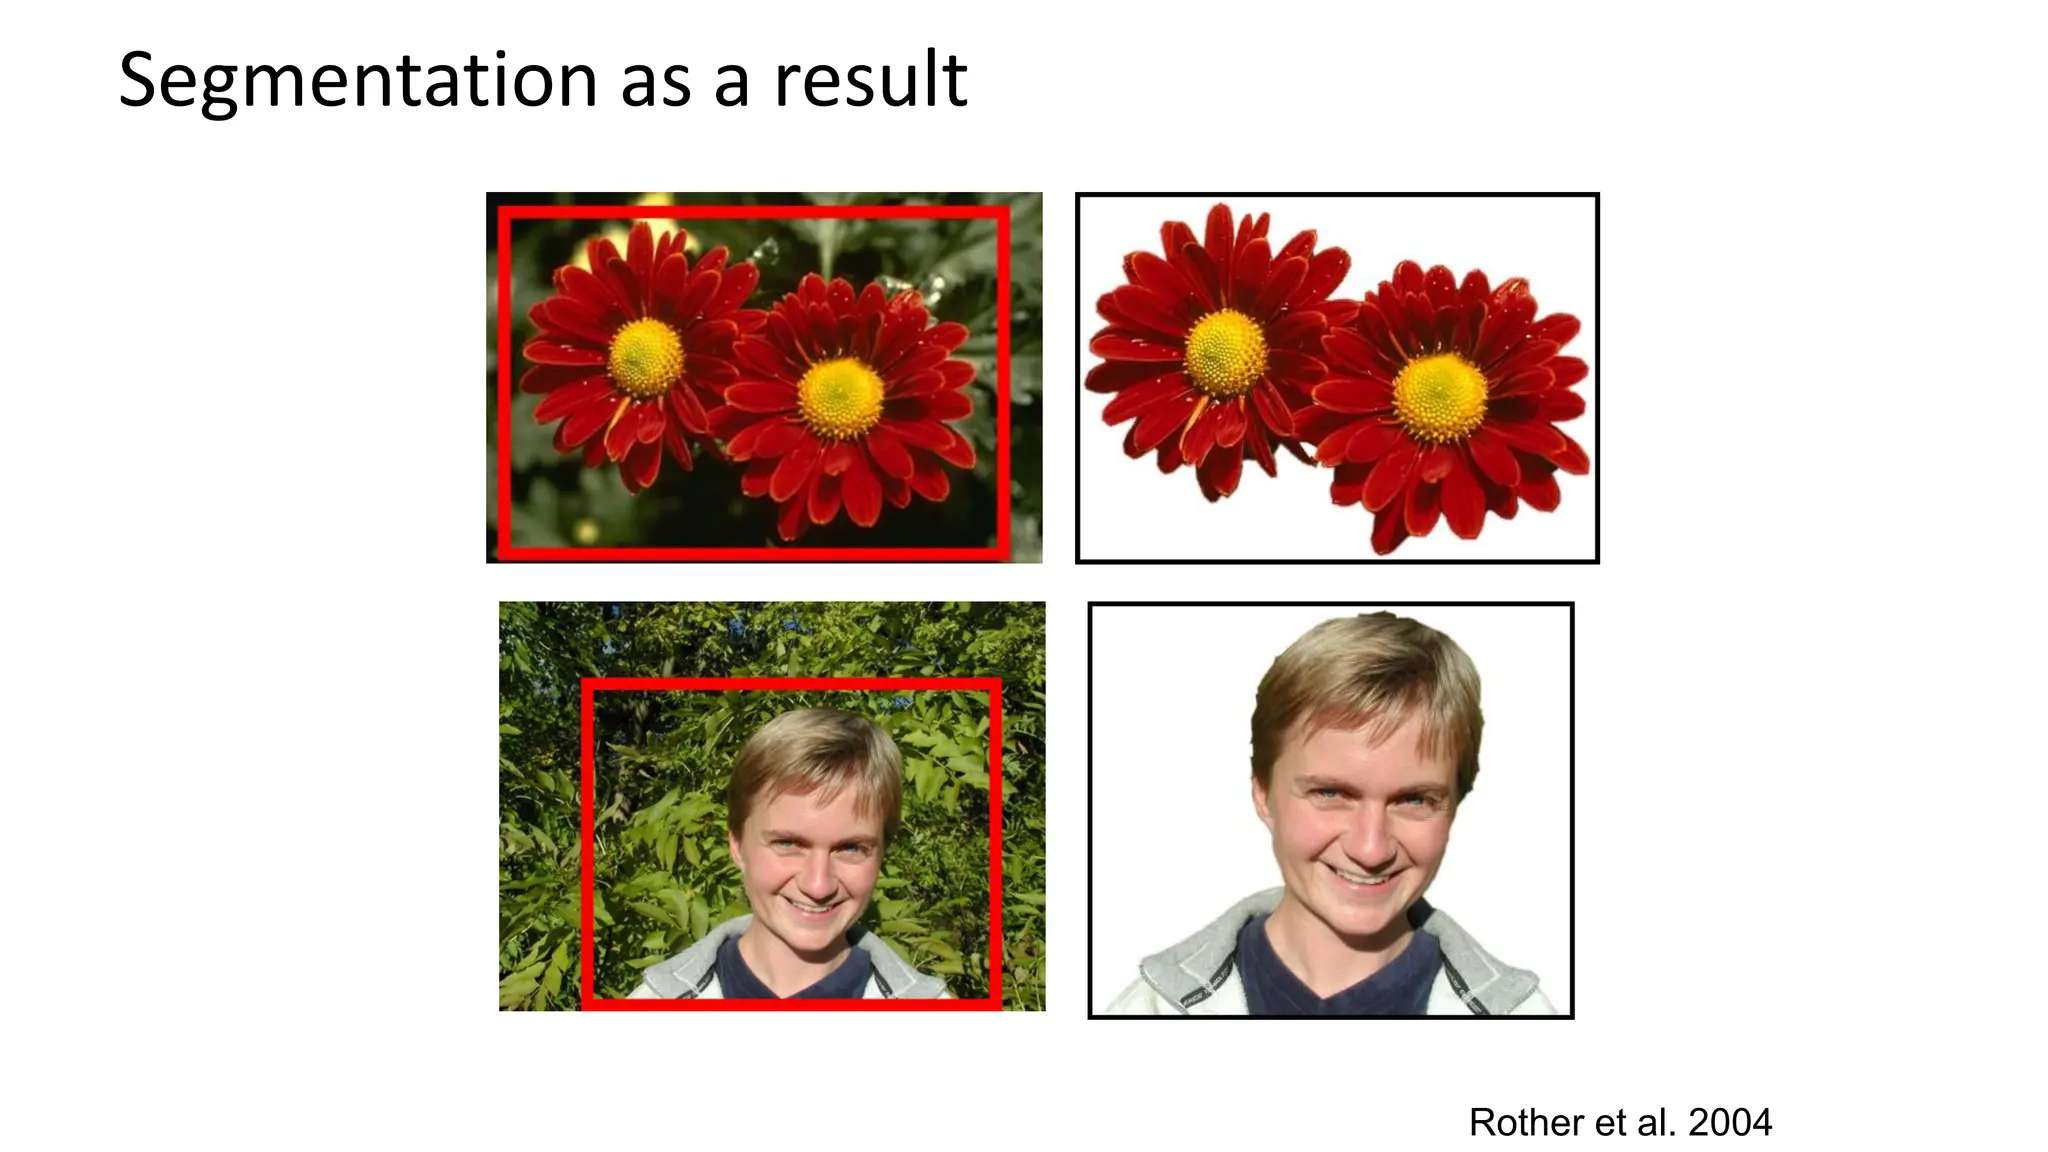 Segmentation as a result
Rother et al. 2004